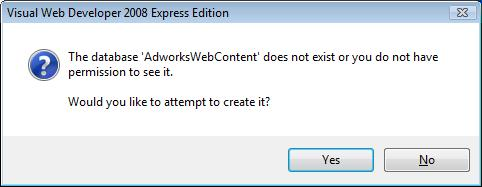 Visual Web Developer 2008 Express Edition
The database 'AdworksWebContent' does not exist or you do not have
permission to see it.
Would you like to attempt to create it?
Yes No